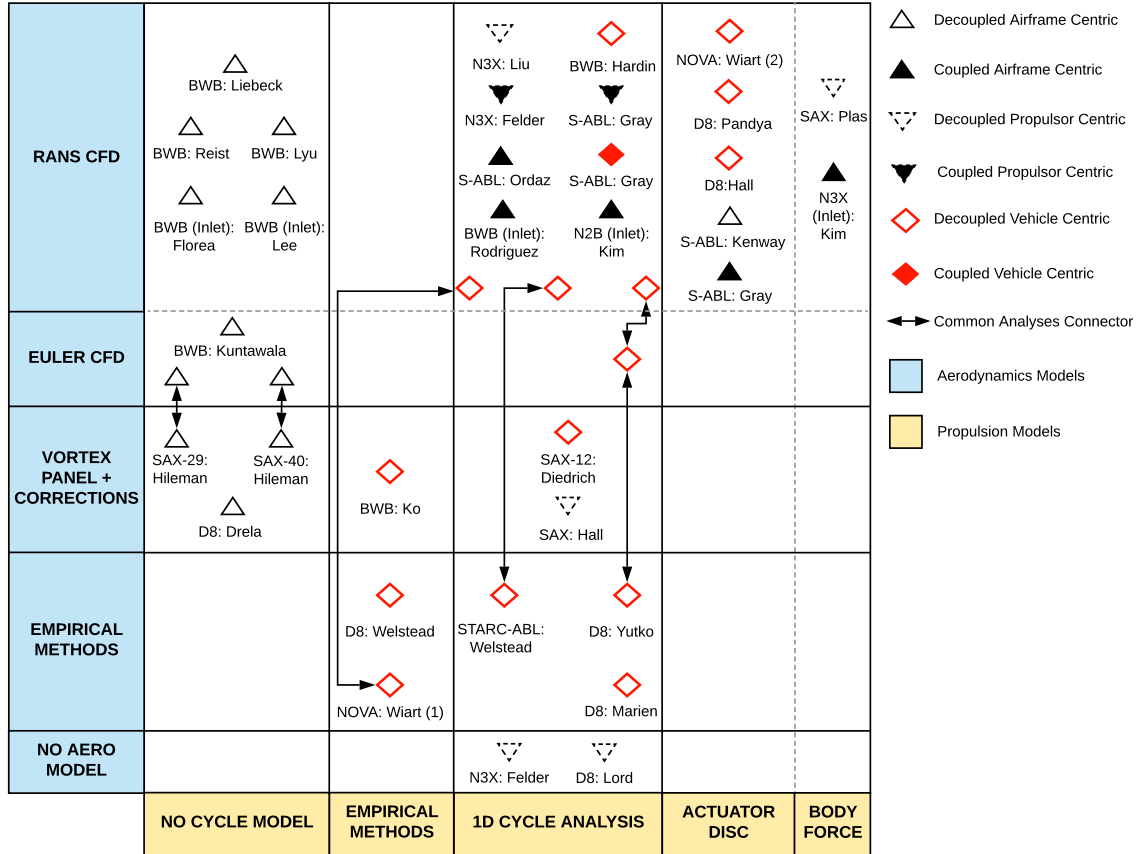 RANS CFD
BWB: Liebeck
BWB: Reist
BWB: Lyu
BWB (Inlet):
Florea
BWB (Inlet):
Lee
N3X: Liu
BWB: Hardin
N3X: Felder
S-ABL: Gray
S-ABL: Ordaz
S-ABL: Gray
BWB (Inlet):
Rodriguez
N2B (Inlet):
Kim
NOVA: Wiart (2)
D8: Pandya
D8:Hall
S-ABL: Kenway
S-ABL: Gray
SAX: Plas
N3X
(Inlet):
Kim
EULER CFD
BWB: Kuntawala
VORTEX
PANEL +
CORRECTIONS
SAX-29:
Hileman
SAX-40:
Hileman
D8: Drela
BWB: Ko
SAX-12:
Diedrich
SAX: Hall
EMPIRICAL
METHODS
D8: Welstead
NOVA: Wiart (1)
STARC-ABL:
Welstead
D8: Yutko
D8: Marien
NO AERO
MODEL
N3X: Felder
D8: Lord
NO CYCLE MODEL
EMPIRICAL
METHODS
1D CYCLE ANALYSIS
ACTUATOR
DISC
BODY
FORCE
Decoupled Airframe Centric
Coupled Airframe Centric
Decoupled Propulsor Centric
Coupled Propulsor Centric
Decoupled Vehicle Centric
Coupled Vehicle Centric
Common Analyses Connector
Aerodynamics Models
Propulsion Models